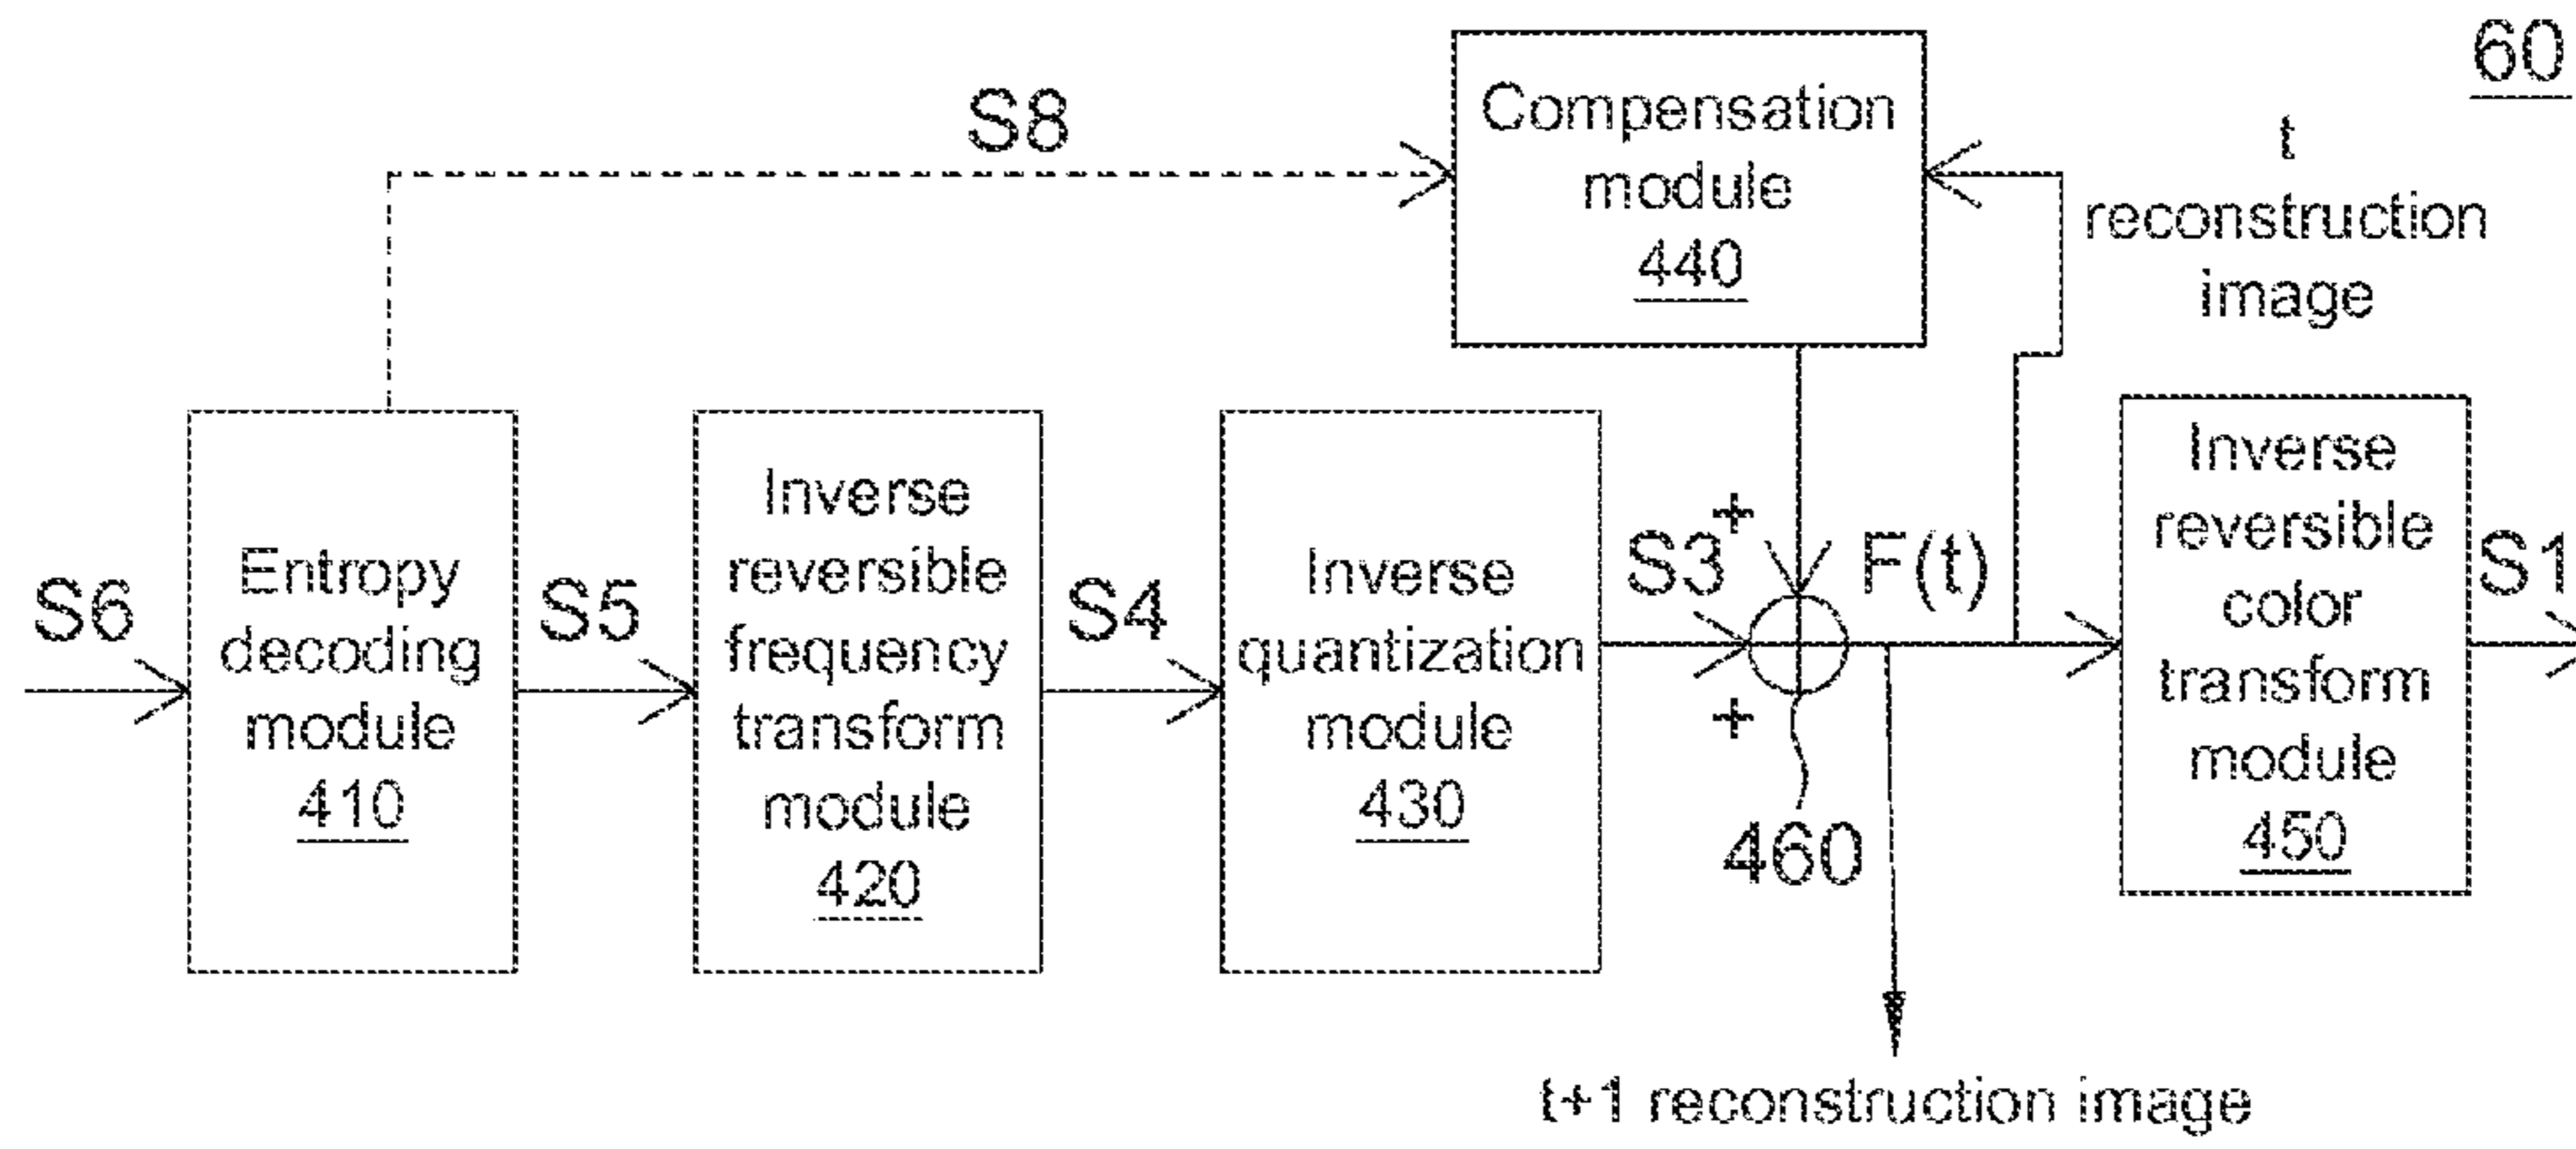 60
S8
Compensation
module
440
t
reconstruction
image
S6
Entropy
decoding
module
410
S5
Inverse
reversible
frequency
transform
module
420
S4
Inverse
quantization
module
430
S3
+
+
460
F(t)
Inverse
reversible
color
transform
module
450
S1
t+1 reconstruction image